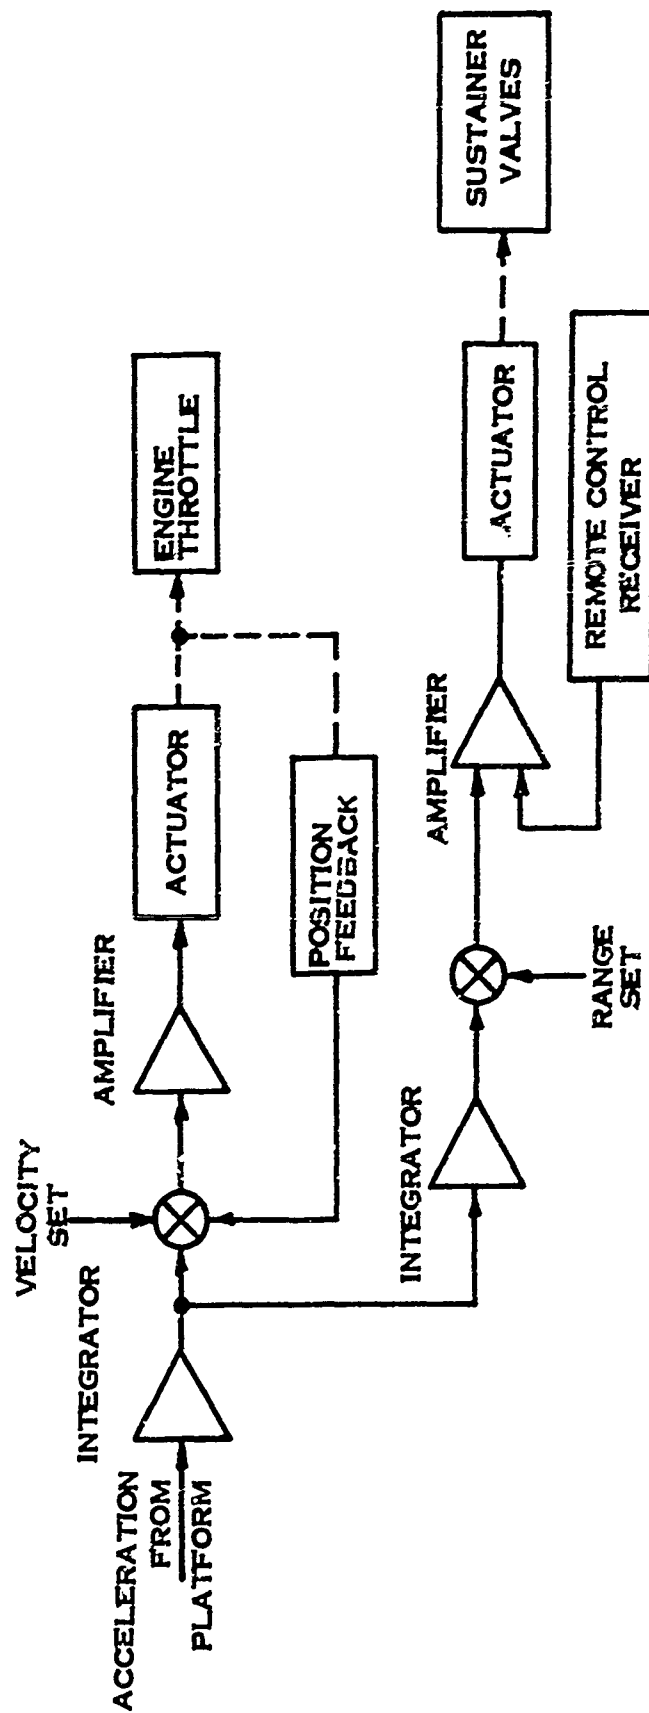 ACCELERATION
FROM
PLATFORM
INTEGRATOR
VELOCITY
SET
AMPLIFIER
ACTUATOR
ENGINE
THROTTLE
POSITION
FEEDBACK
INTEGRATOR
RANGE
SET
AMPLIFIER
ACTUATOR
SUSTAINER
VALVES
REMOTE CONTROL
RECEIVER